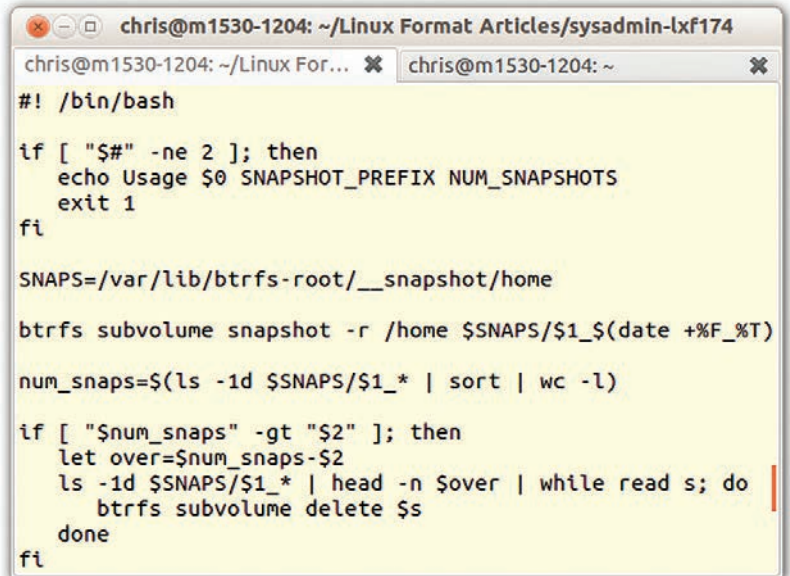 chris@m1530-1204: ~/Linux Format Articles/sysadmin-lxf174
chris@m1530-1204: ~/Linux For... ✖ chris@m1530-1204: ~ ✖
#! /bin/bash

if [ "$#" -ne 2 ]; then
   echo Usage $0 SNAPSHOT_PREFIX NUM_SNAPSHOTS
   exit 1
fi

SNAPS=/var/lib/btrfs-root/__snapshot/home

btrfs subvolume snapshot -r /home $SNAPS/$1_$(date +%F_%T)

num_snaps=$(ls -1d $SNAPS/$1_* | sort | wc -l)

if [ "$num_snaps" -gt "$2" ]; then
   let over=$num_snaps-$2
   ls -1d $SNAPS/$1_* | head -n $over | while read s; do
      btrfs subvolume delete $s
   done
fi